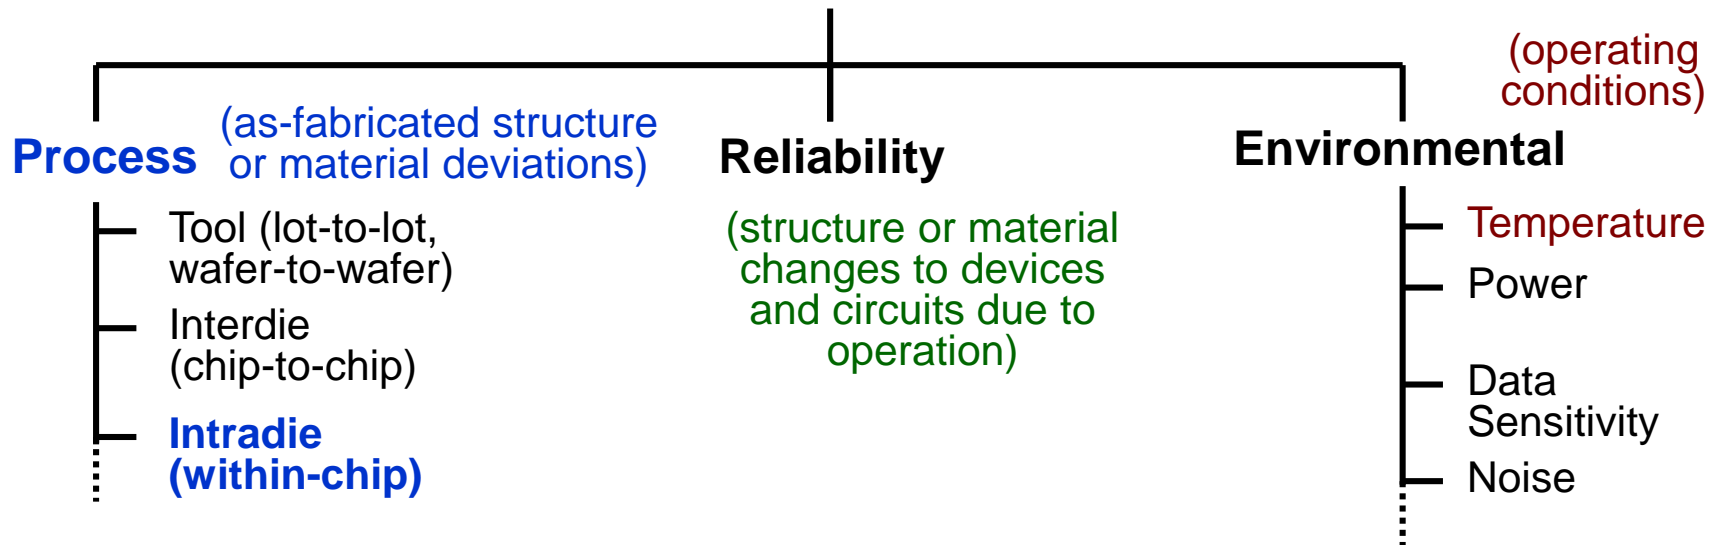 Process
(as-fabricated structure
or material deviations)
Tool (lot-to-lot,
wafer-to-wafer)
Interdie
(chip-to-chip)
Intradie
(within-chip)
Reliability
(structure or material
changes to devices
and circuits due to
operation)
(operating
conditions)
Environmental
Temperature
Power
Data
Sensitivity
Noise